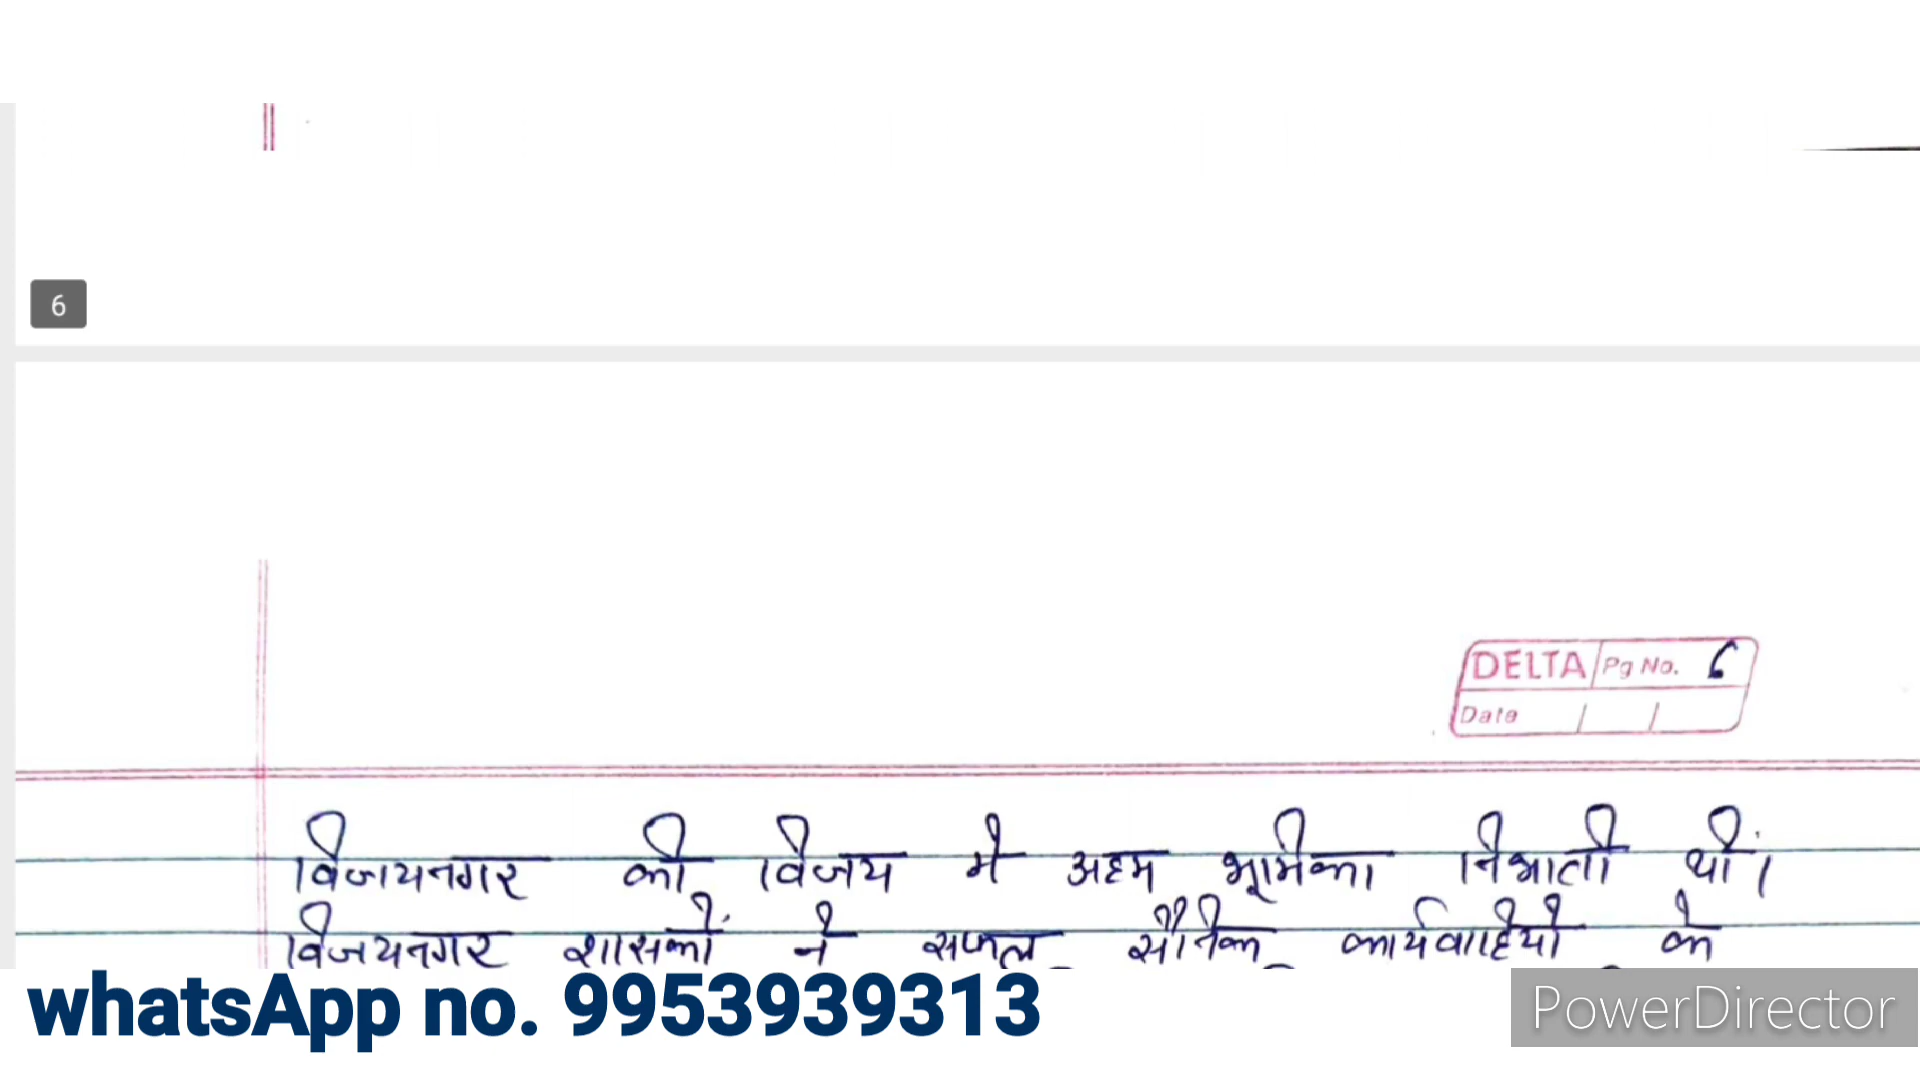 6
DELTA Pg No. 6
Date / /
विजयनगर की विजय में अहम भूमिका निभाती थीं।
विजयनगर शासकों ने सफल सैनिक कार्यवाहियों के
whatsApp no. 9953939313
PowerDirector